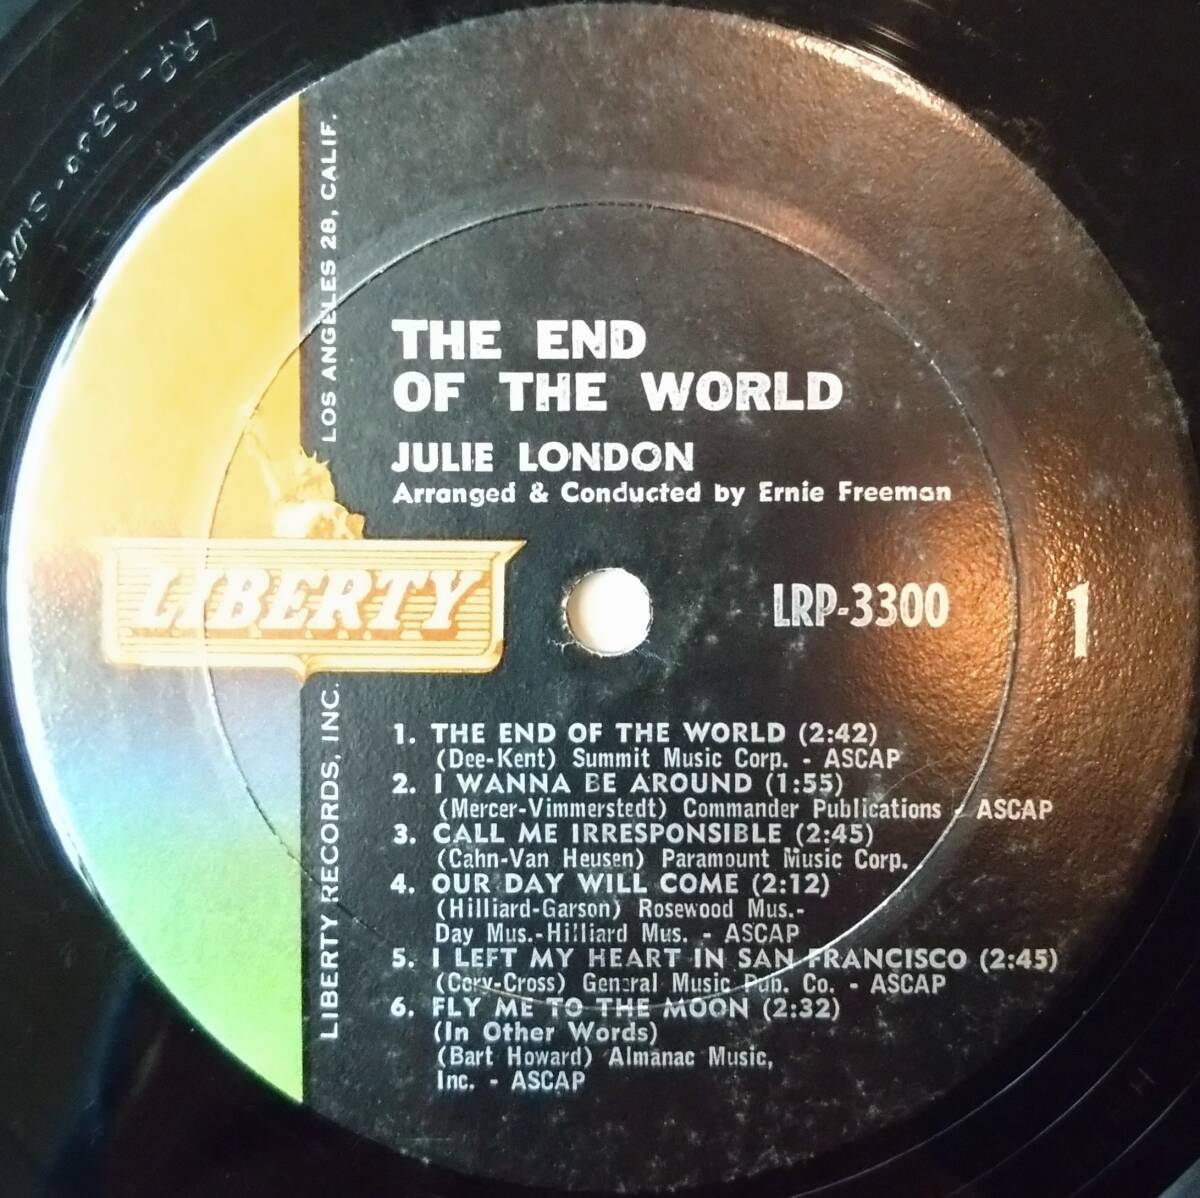 LRP-3300-SIDE
LOS ANGELES 28, CALIF.
THE END
OF THE WORLD
JULIE LONDON
Arranged & Conducted by Ernie Freeman
LIBERTY
LRP-3300
1
LIBERTY RECORDS, INC.
1. THE END OF THE WORLD (2:42)
(Dee-Kent) Summit Music Corp. - ASCAP
2. I WANNA BE AROUND (1:55)
(Mercer-Vimmerstedt) Commander Publications - ASCAP
3. CALL ME IRRESPONSIBLE (2:45)
(Cahn-Van Heusen) Paramount Music Corp.
4. OUR DAY WILL COME (2:12)
(Hilliard-Garson) Rosewood Mus.-
Day Mus.-Hilliard Mus. - ASCAP
5. I LEFT MY HEART IN SAN FRANCISCO (2:45)
(Cory-Cross) General Music Pub. Co. - ASCAP
6. FLY ME TO THE MOON (2:32)
(In Other Words)
(Bart Howard) Almanac Music,
Inc. - ASCAP